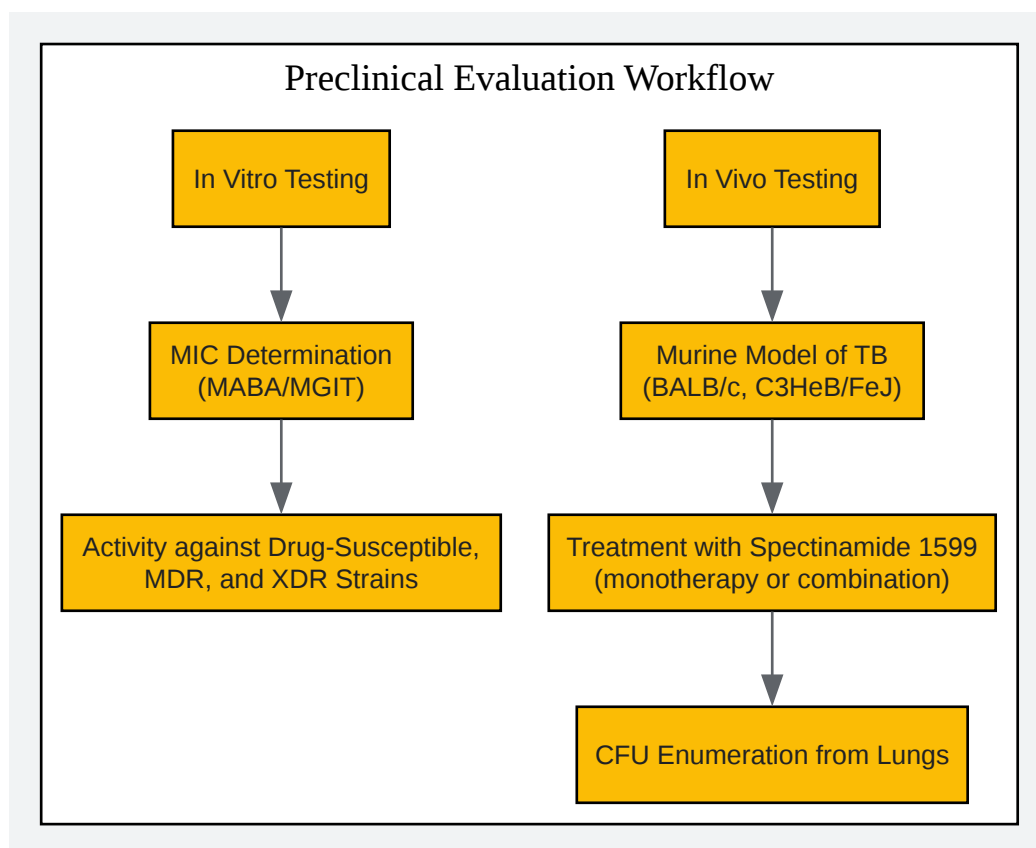 Preclinical Evaluation Workflow
In Vitro Testing
In Vivo Testing
MIC Determination
(MABA/MGIT)
Murine Model of TB
(BALB/c, C3HeB/FeJ)
Activity against Drug-Susceptible,
MDR, and XDR Strains
Treatment with Spectinamide 1599
(monotherapy or combination)
CFU Enumeration from Lungs